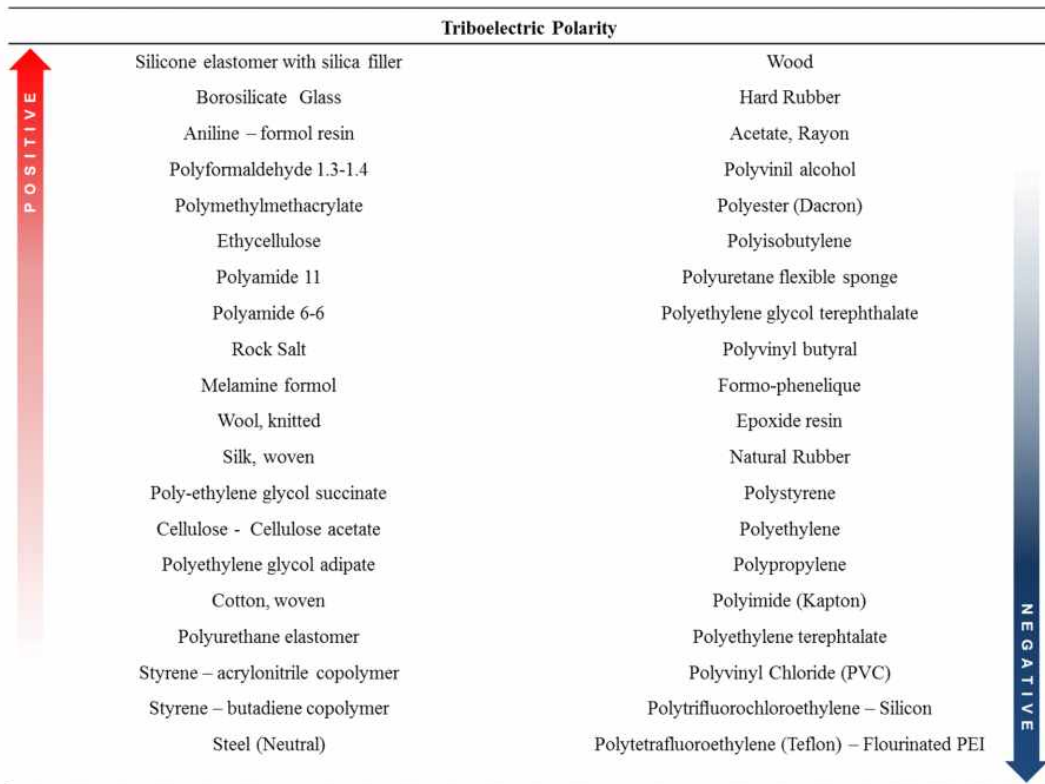 Triboelectric Polarity
POSITIVE
Silicone elastomer with silica filler Wood
Borosilicate Glass Hard Rubber
Aniline – formol resin Acetate, Rayon
Polyformaldehyde 1.3-1.4 Polyvinil alcohol
Polymethylmethacrylate Polyester (Dacron)
Ethycellulose Polyisobutylene
Polyamide 11 Polyuretane flexible sponge
Polyamide 6-6 Polyethylene glycol terephthalate
Rock Salt Polyvinyl butyral
Melamine formol Formo-phenelique
Wool, knitted Epoxide resin
Silk, woven Natural Rubber
Poly-ethylene glycol succinate Polystyrene
Cellulose - Cellulose acetate Polyethylene
Polyethylene glycol adipate Polypropylene
Cotton, woven Polyimide (Kapton)
Polyurethane elastomer Polyethylene terephtalate
Styrene – acrylonitrile copolymer Polyvinyl Chloride (PVC)
Styrene – butadiene copolymer Polytrifluorochloroethylene – Silicon
Steel (Neutral) Polytetrafluoroethylene (Teflon) – Flourinated PEI
NEGATIVE